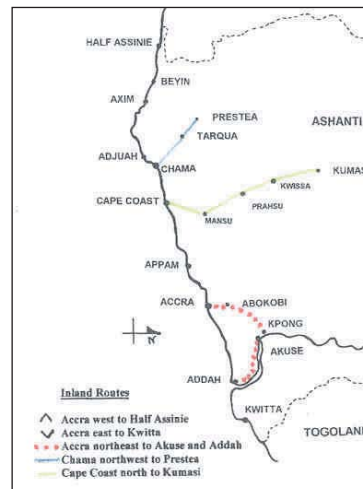 HALF ASSINIE
BEYIN
AXIM
PRESTEA
TARQUA
ASHANTI
ADJUAH
CHAMA
KUMASI
KWISSA
CAPE COAST
PRAHSU
MANSU
APPAM
ACCRA
ABOKOBI
KPONG
N
AKUSE
ADDAH
KWITTA
TOGOLAND
Inland Routes
Accra west to Half Assinie
Accra east to Kwitta
Accra northeast to Akuse and Addah
Chama northwest to Prestea
Cape Coast north to Kumasi